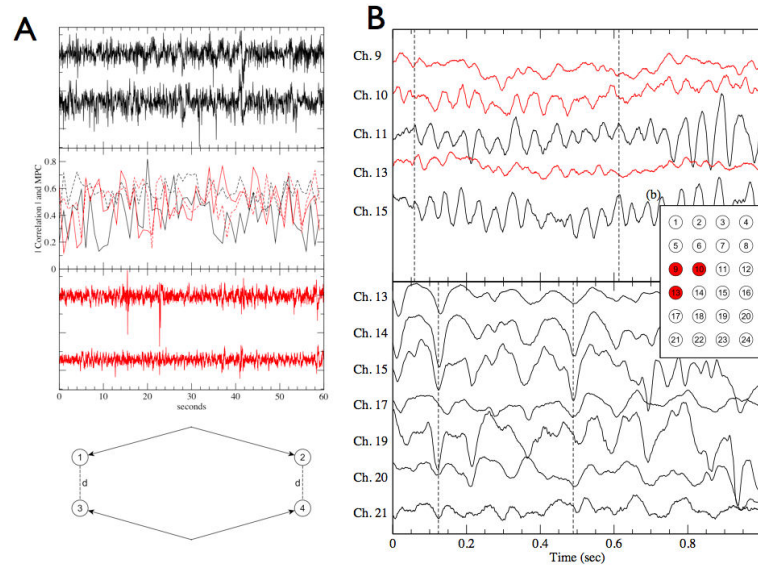 A
0.8
0.6
0.4
0.2
0
| Correlation | and MPC
0 10 20 30 40 50 60
seconds
1 2
d d
3 4
B
Ch. 9
Ch. 10
Ch. 11
Ch. 13
Ch. 15
(b)
1 2 3 4
5 6 7 8
9 10 11 12
13 14 15 16
17 18 19 20
21 22 23 24
Ch. 13
Ch. 14
Ch. 15
Ch. 17
Ch. 19
Ch. 20
Ch. 21
0 0.2 0.4 0.6 0.8
Time (sec)